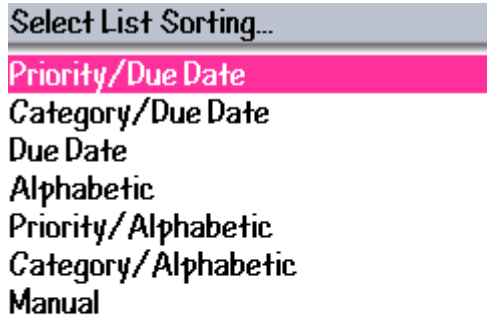 Select List Sorting...
Priority/Due Date
Category/Due Date
Due Date
Alphabetic
Priority/Alphabetic
Category/Alphabetic
Manual